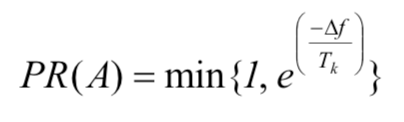 PR(A) = min{1, e^(−Δf / T_k)}